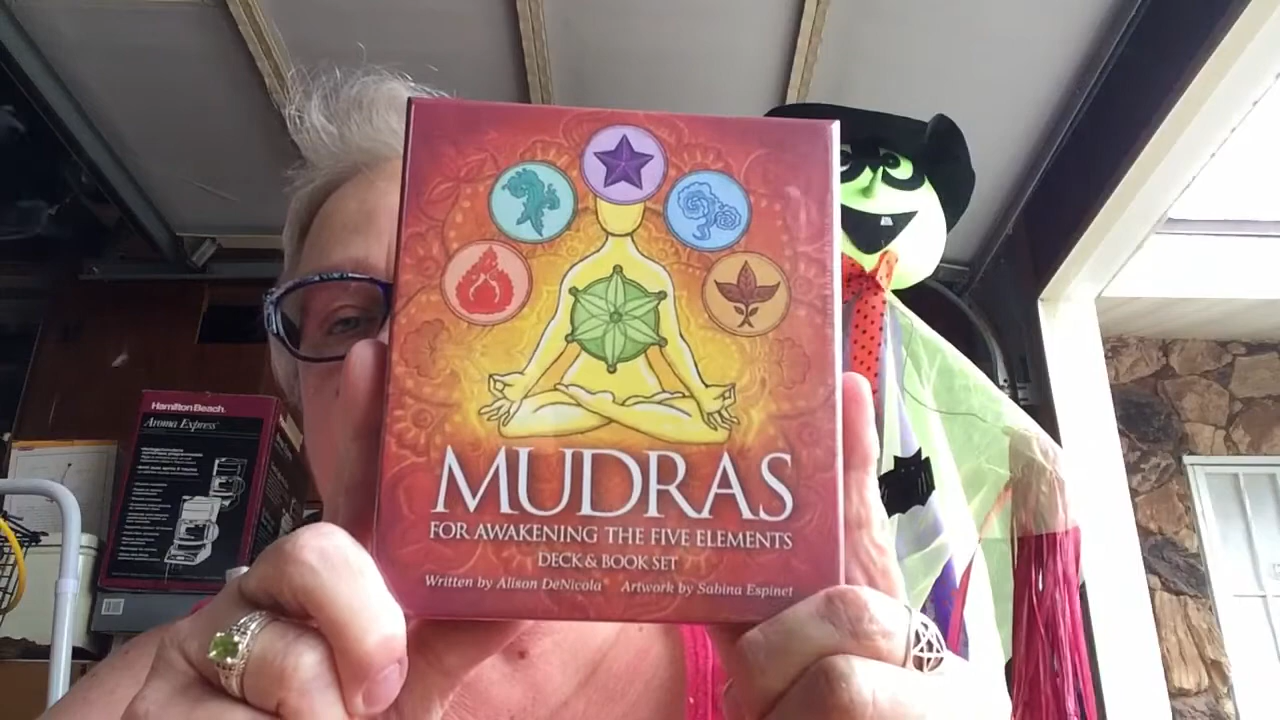 MUDRAS
FOR AWAKENING THE FIVE ELEMENTS
DECK & BOOK SET
Written by Alison DeNicola Artwork by Sabina Espinet
Hamilton Beach.
Aroma Express